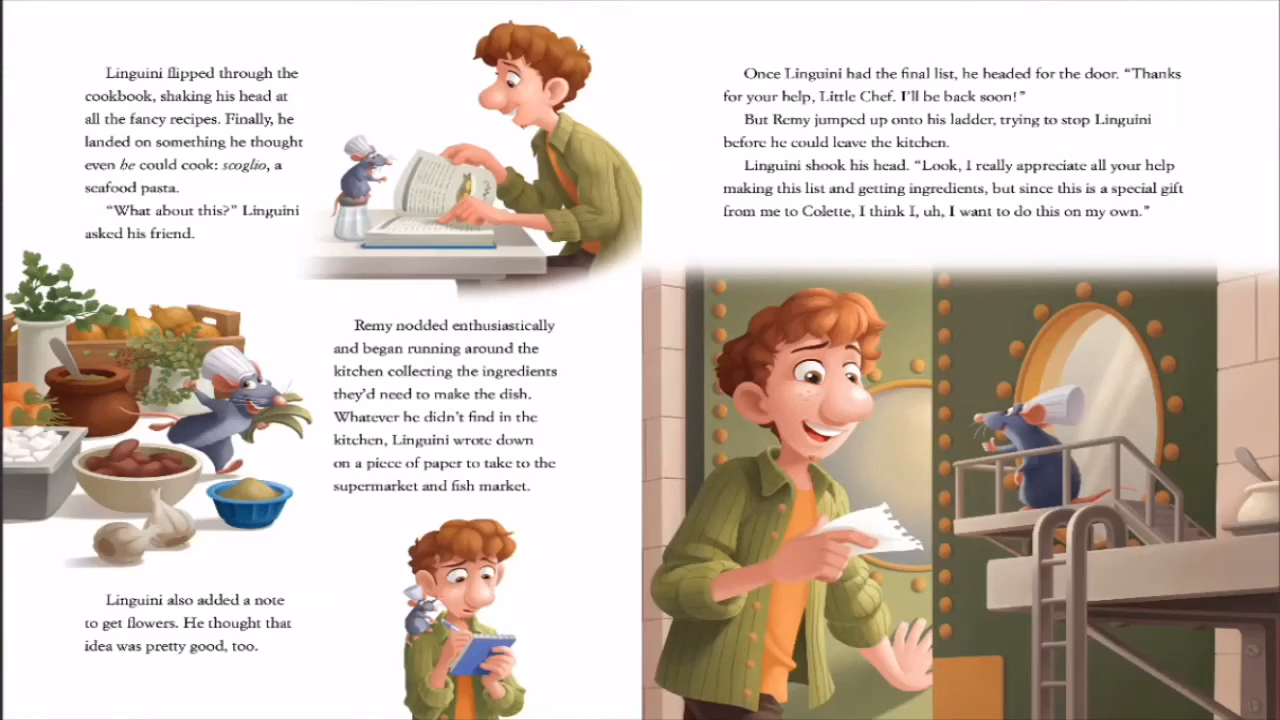 Linguini flipped through the
cookbook, shaking his head at
all the fancy recipes. Finally, he
landed on something he thought
even he could cook: scoglio, a
seafood pasta.
“What about this?” Linguini
asked his friend.
Remy nodded enthusiastically
and began running around the
kitchen collecting the ingredients
they’d need to make the dish.
Whatever he didn’t find in the
kitchen, Linguini wrote down
on a piece of paper to take to the
supermarket and fish market.
Linguini also added a note
to get flowers. He thought that
idea was pretty good, too.
Once Linguini had the final list, he headed for the door. “Thanks
for your help, Little Chef. I’ll be back soon!”
But Remy jumped up onto his ladder, trying to stop Linguini
before he could leave the kitchen.
Linguini shook his head. “Look, I really appreciate all your help
making this list and getting ingredients, but since this is a special gift
from me to Colette, I think I, uh, I want to do this on my own.”